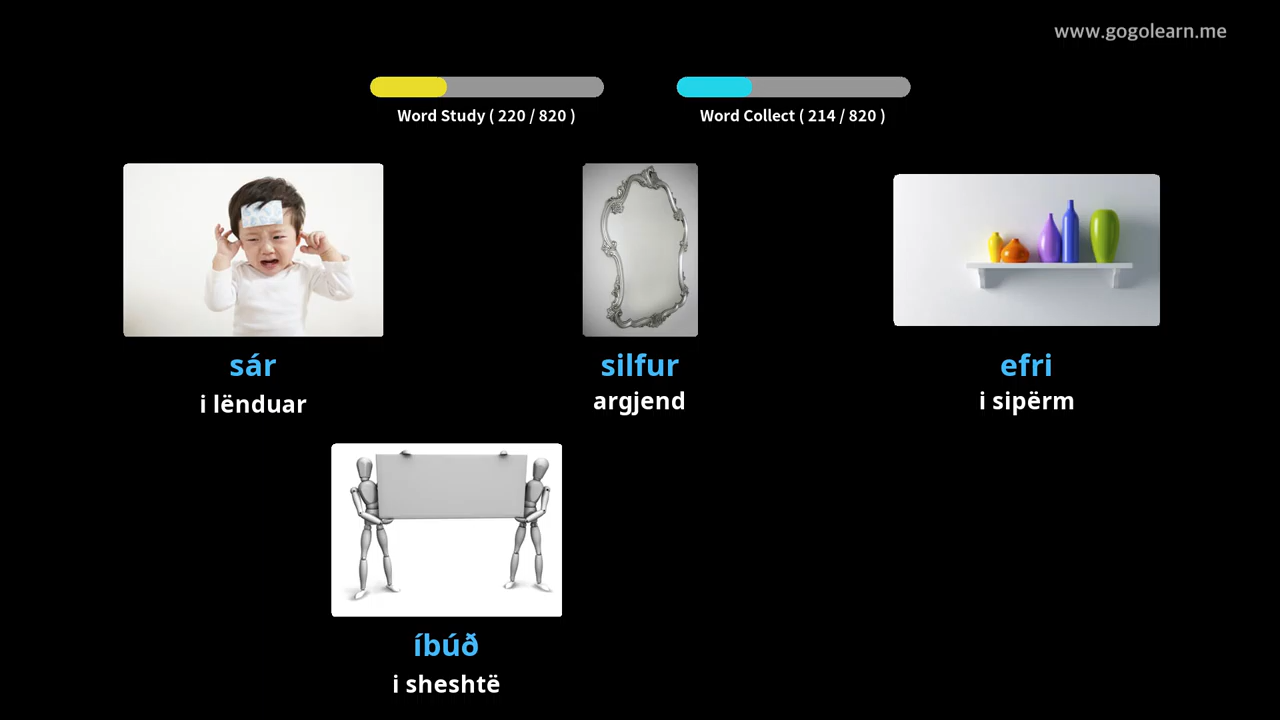 www.gogolearn.me
Word Study ( 220 / 820 )
Word Collect ( 214 / 820 )
sár
i lënduar
silfur
argjend
efri
i sipërm
íbúð
i sheshtë